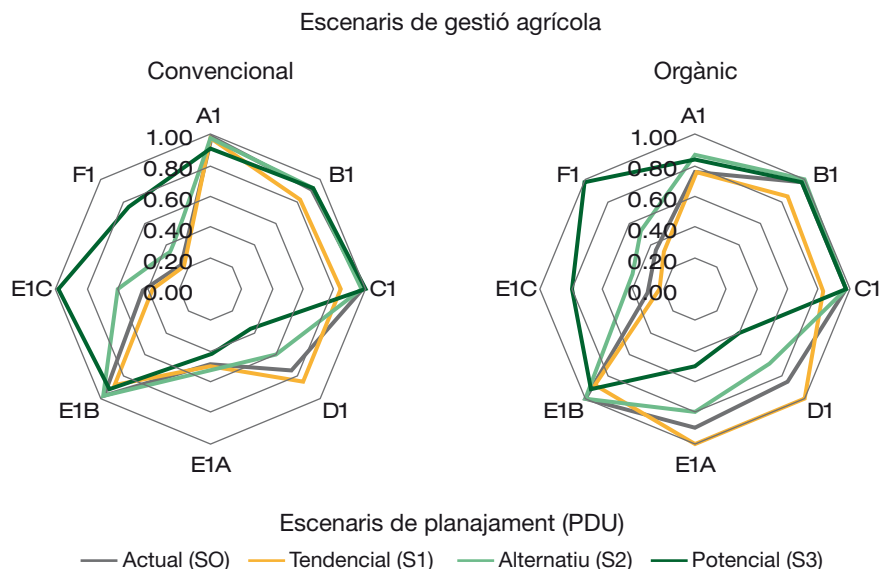 Escenaris de gestió agrícola
Convencional
A1
1.00
0.80
0.60
0.40
0.20
0.00
B1
C1
D1
E1A
E1B
E1C
F1
Orgànic
A1
1.00
0.80
0.60
0.40
0.20
0.00
B1
C1
D1
E1A
E1B
E1C
F1
Escenaris de planajament (PDU)
Actual (SO) Tendencial (S1) Alternatiu (S2) Potencial (S3)